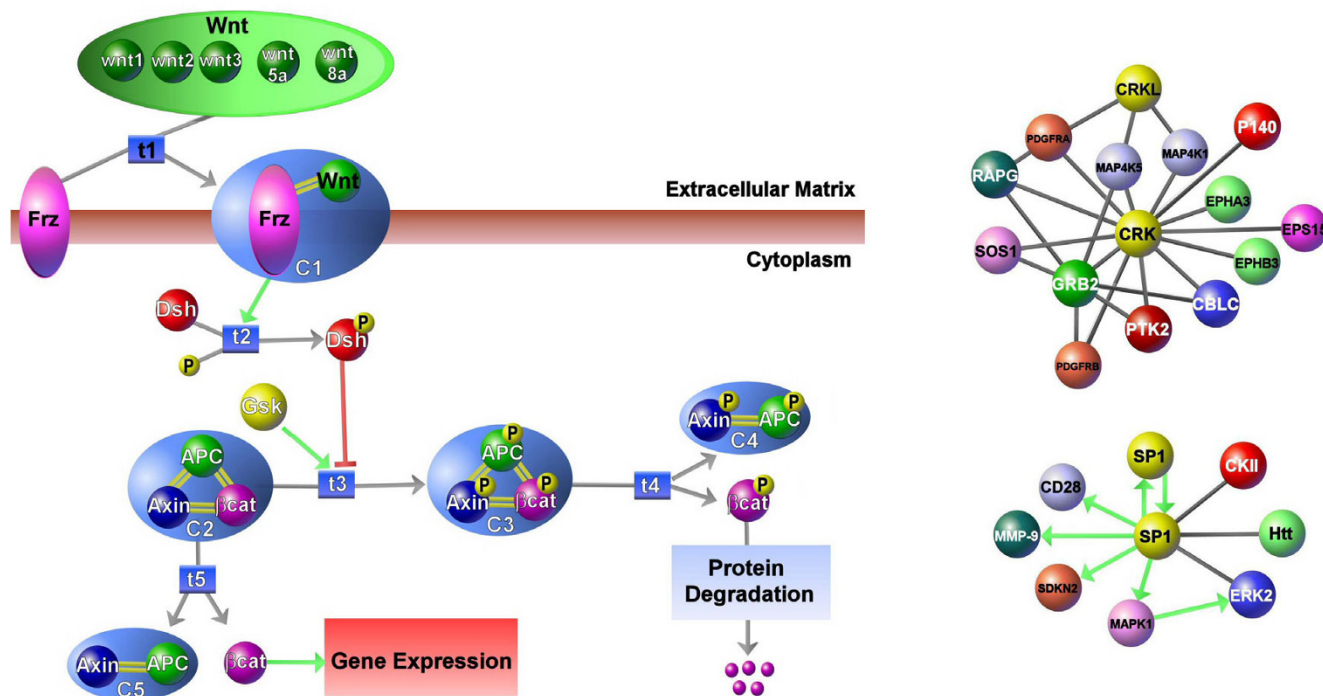 Wnt
wnt1
wnt2
wnt3
wnt
5a
wnt
8a
t1
Frz
Frz
Wnt
C1
Extracellular Matrix
Cytoplasm
Dsh
P
t2
Dsh
P
Gsk
APC
Axin
βcat
C2
t3
APC
P
Axin
P
βcat
P
C3
t4
Axin
P
APC
P
C4
βcat
P
Protein
Degradation
t5
Axin
APC
C5
βcat
Gene Expression
CRKL
PDGFRA
P140
MAP4K5
MAP4K1
RAPG
EPHA3
CRK
EPS15
SOS1
EPHB3
GRB2
CBLC
PTK2
PDGFRB
SP1
CKII
CD28
MMP-9
SP1
Htt
SDKN2
ERK2
MAPK1